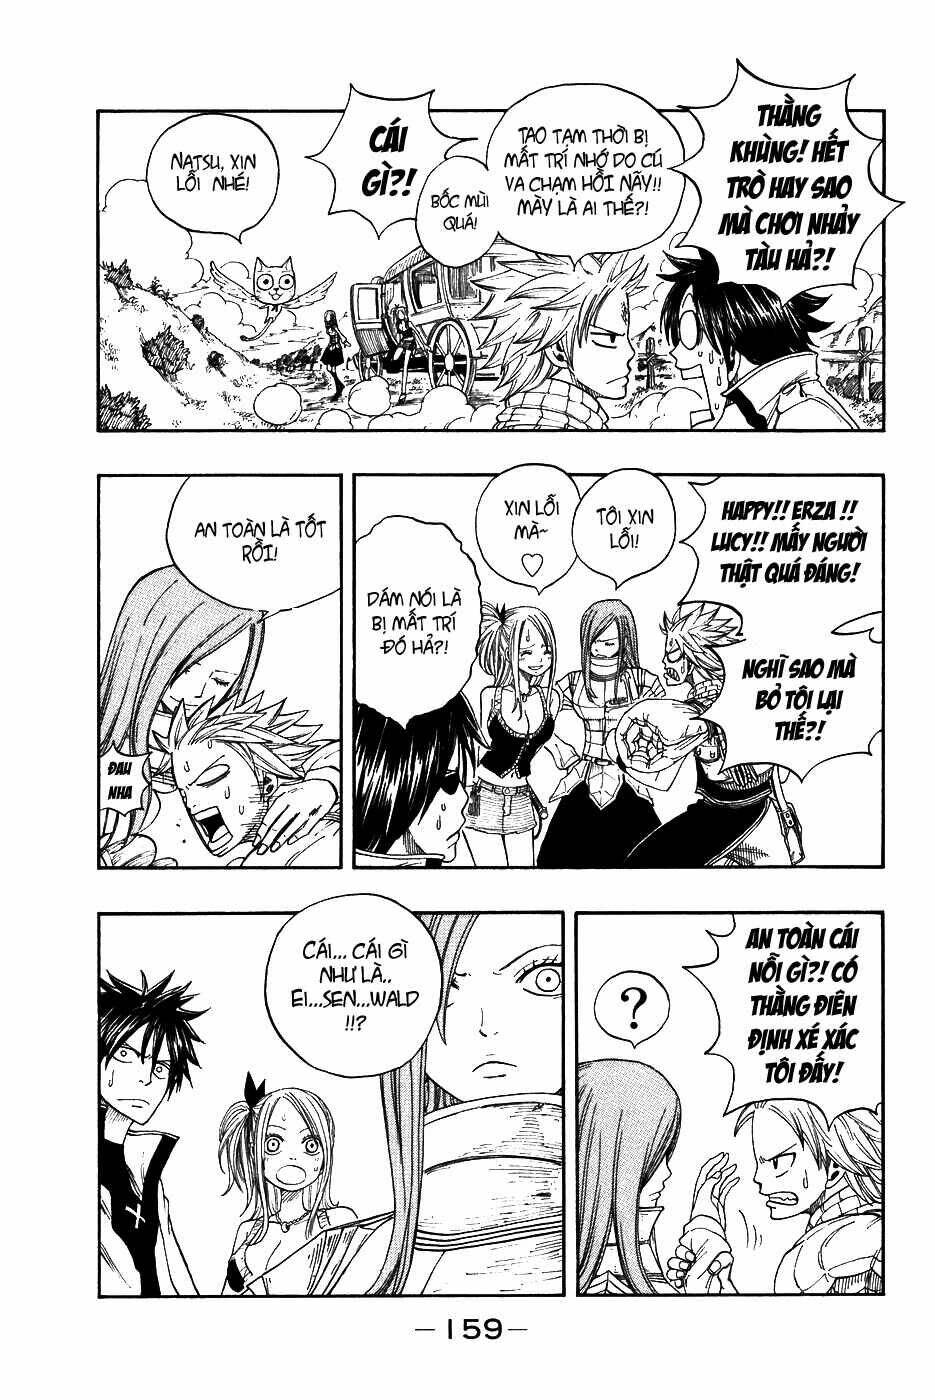 THẰNG
KHÙNG! HẾT
TRÒ HAY SAO
MÀ CHƠI NHẢY
TÀU HẢ?!
TAO TẠM THỜI BỊ
MẤT TRÍ NHỚ DO CÚ
VA CHẠM HỒI NÃY!!
MÀY LÀ AI THẾ?!
BỐC MÙI
QUÁ!
CÁI
GÌ?!
NATSU, XIN
LỖI NHÉ!
HAPPY!! ERZA !!
LUCY!! MẤY NGƯỜI
THẬT QUÁ ĐÁNG!
NGHĨ SAO MÀ
BỎ TÔI LẠI
THẾ?!
TÔI XIN
LỖI!
XIN LỖI
MÀ~
♡
DÁM NÓI LÀ
BỊ MẤT TRÍ
ĐÓ HẢ?!
AN TOÀN LÀ TỐT
RỒI!
ĐAU
NHA
AN TOÀN CÁI
NỖI GÌ?! CÓ
THẰNG ĐIÊN
ĐỊNH XÉ XÁC
TÔI ĐẤY!
?
CÁI... CÁI GÌ
NHƯ LÀ..
EI...SEN...WALD
!!?
— 159 —